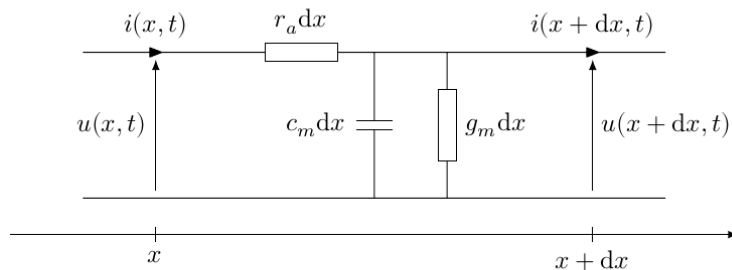 i(x, t)
r_a dx
i(x + dx, t)
u(x, t)
c_m dx
g_m dx
u(x + dx, t)
x
x + dx